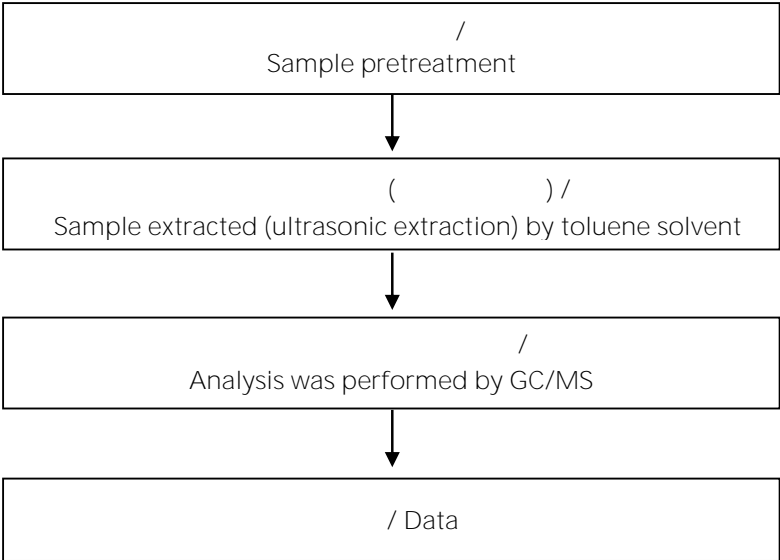 /
Sample pretreatment
( ) /
Sample extracted (ultrasonic extraction) by toluene solvent
/
Analysis was performed by GC/MS
/ Data